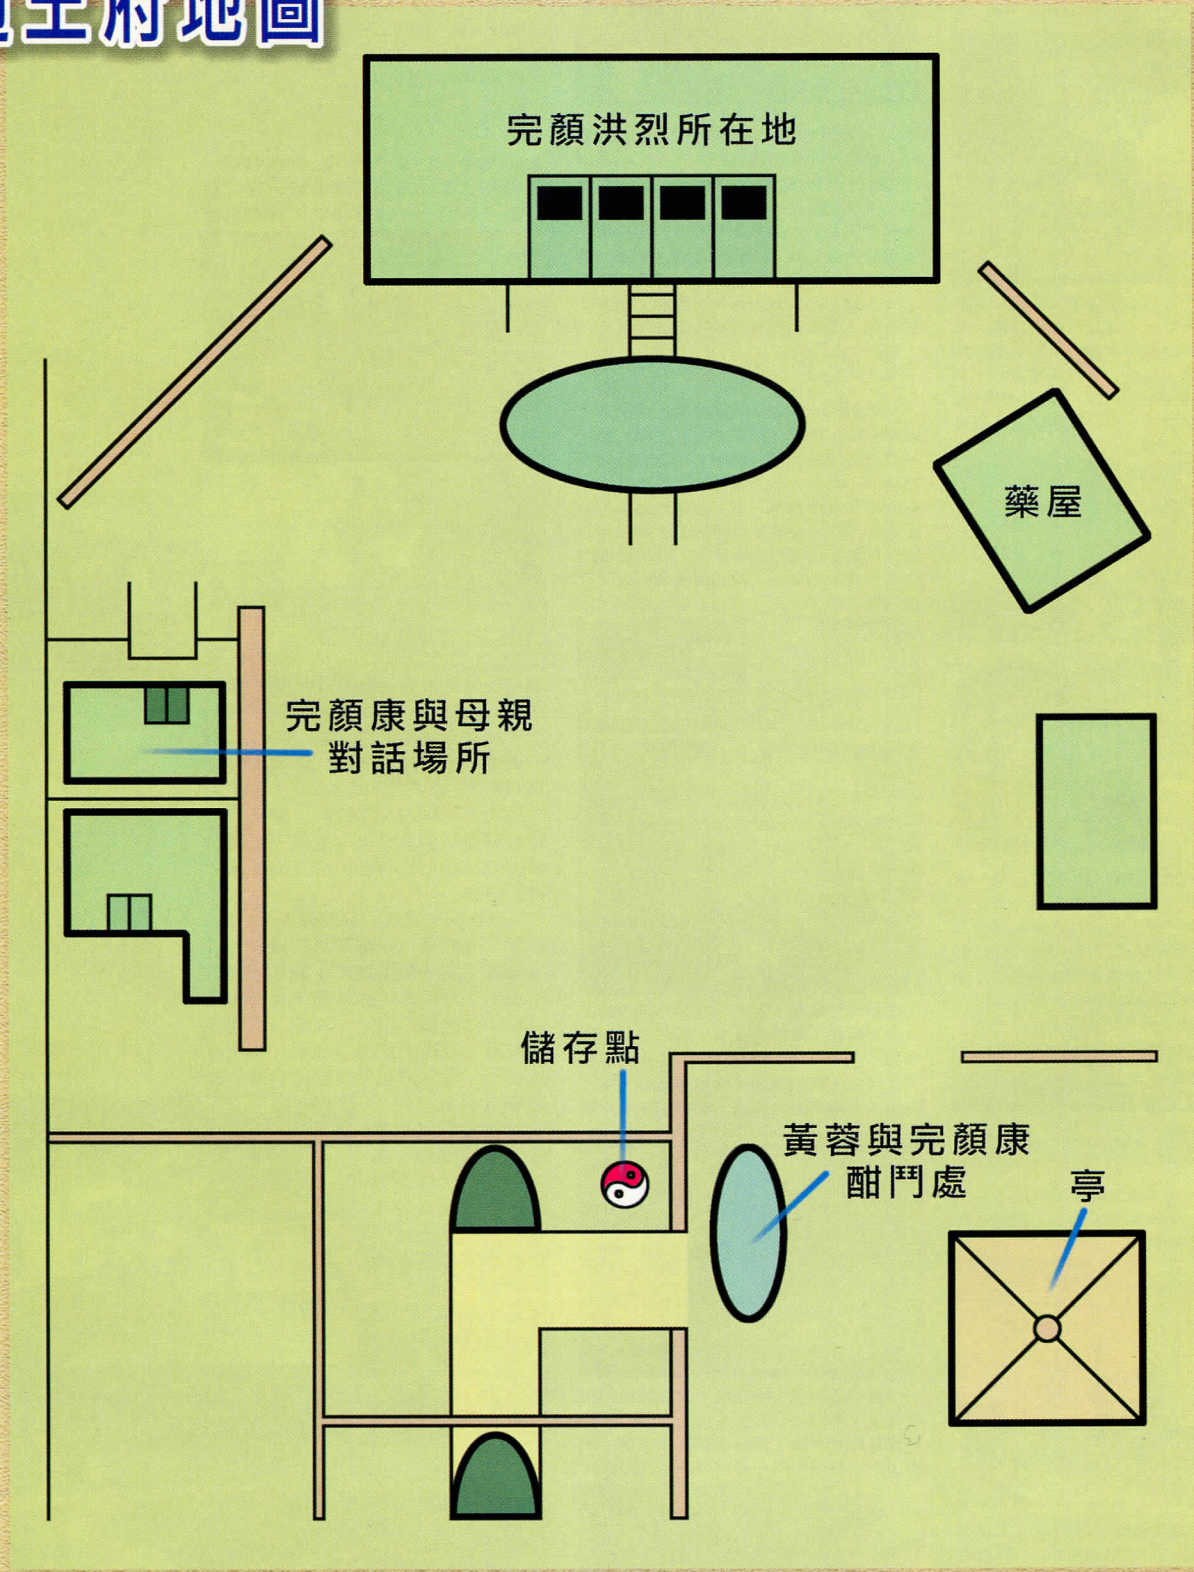 王府地圖
完顏洪烈所在地
藥屋
完顏康與母親
對話場所
儲存點
黃蓉與完顏康
酣鬥處
亭